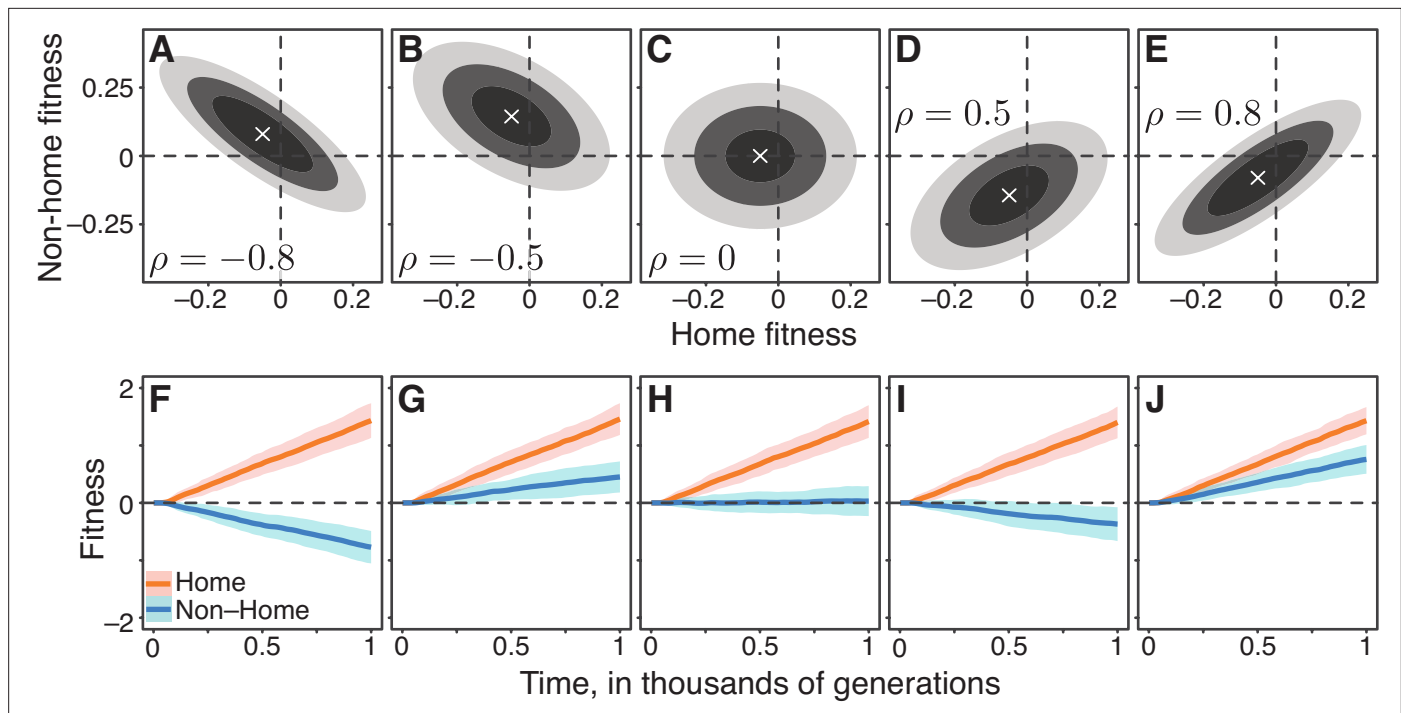 A B C D E
Non-home fitness
0.25
0
−0.25
ρ = −0.8
ρ = −0.5
ρ = 0
ρ = 0.5
ρ = 0.8
−0.2 0 0.2 −0.2 0 0.2 −0.2 0 0.2 −0.2 0 0.2 −0.2 0 0.2
Home fitness
F G H I J
Fitness
2
0
−2
Home
Non–Home
0 0.5 1 0 0.5 1 0 0.5 1 0 0.5 1 0 0.5 1
Time, in thousands of generations